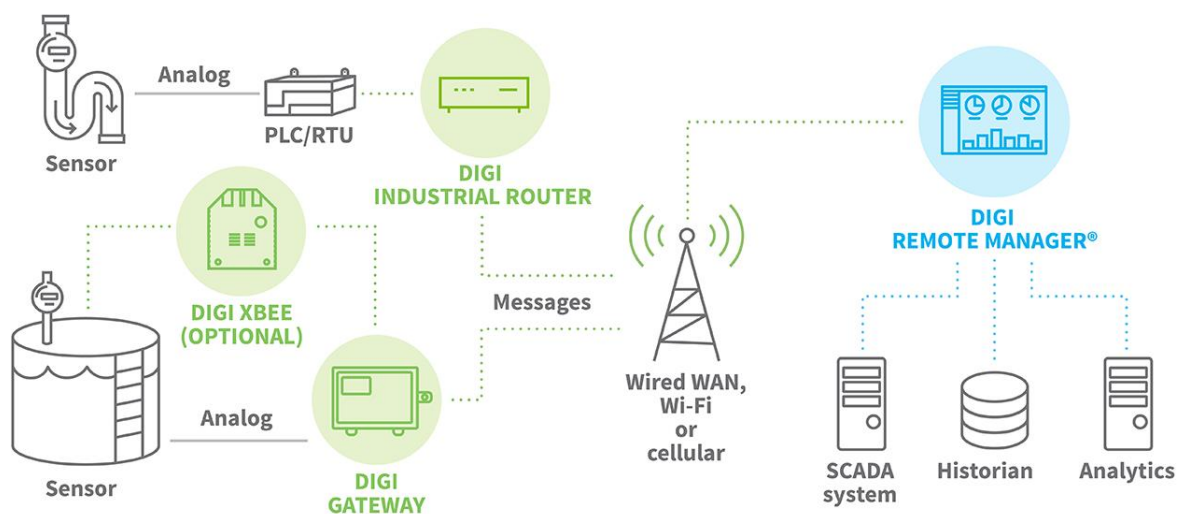 Analog
PLC/RTU
Sensor
DIGI
INDUSTRIAL ROUTER
DIGI
REMOTE MANAGER®
DIGI XBEE
(OPTIONAL)
Messages
Analog
Sensor
DIGI
GATEWAY
Wired WAN,
Wi-Fi
or
cellular
SCADA
system
Historian
Analytics